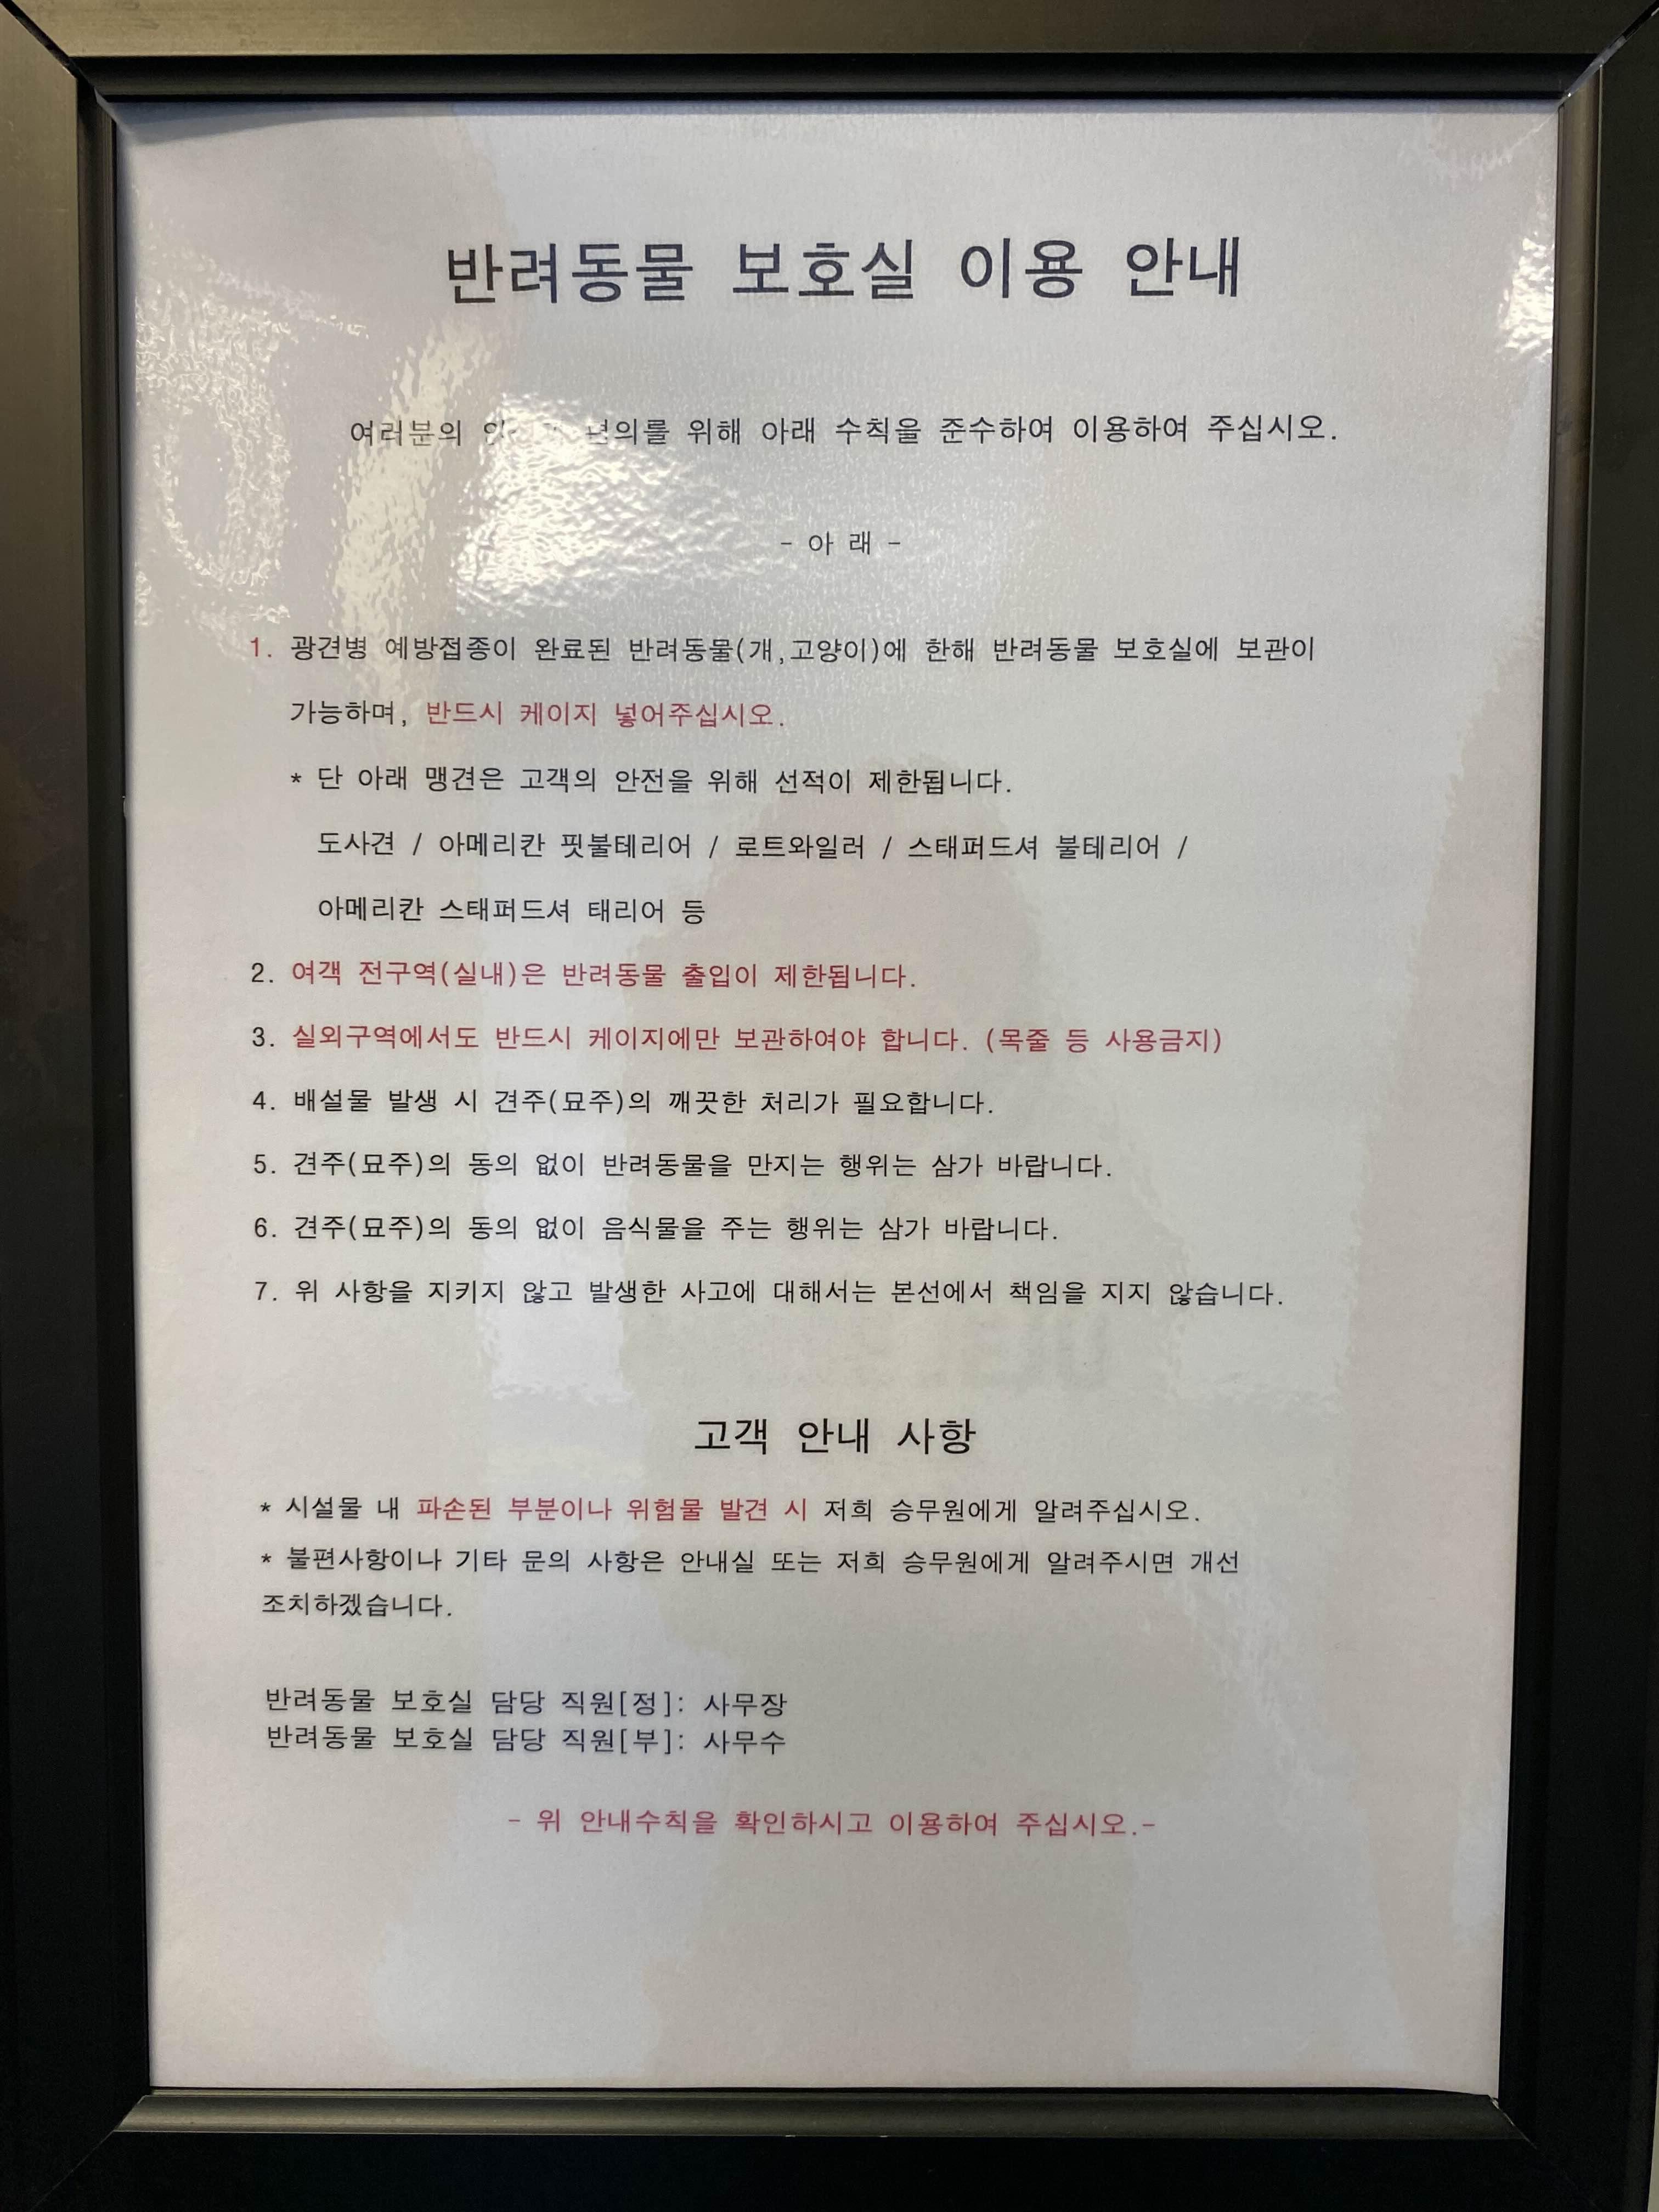 반려동물 보호실 이용 안내
여러분의 편의를 위해 아래 수칙을 준수하여 이용하여 주십시오.
- 아 래 -
1. 광견병 예방접종이 완료된 반려동물(개,고양이)에 한해 반려동물 보호실에 보관이
가능하며, 반드시 케이지 넣어주십시오.
* 단 아래 맹견은 고객의 안전을 위해 선적이 제한됩니다.
도사견 / 아메리칸 핏불테리어 / 로트와일러 / 스태퍼드셔 불테리어 /
아메리칸 스태퍼드셔 태리어 등
2. 여객 전구역(실내)은 반려동물 출입이 제한됩니다.
3. 실외구역에서도 반드시 케이지에만 보관하여야 합니다. (목줄 등 사용금지)
4. 배설물 발생 시 견주(묘주)의 깨끗한 처리가 필요합니다.
5. 견주(묘주)의 동의 없이 반려동물을 만지는 행위는 삼가 바랍니다.
6. 견주(묘주)의 동의 없이 음식물을 주는 행위는 삼가 바랍니다.
7. 위 사항을 지키지 않고 발생한 사고에 대해서는 본선에서 책임을 지지 않습니다.
고객 안내 사항
* 시설물 내 파손된 부분이나 위험물 발견 시 저희 승무원에게 알려주십시오.
* 불편사항이나 기타 문의 사항은 안내실 또는 저희 승무원에게 알려주시면 개선
조치하겠습니다.
반려동물 보호실 담당 직원[정]: 사무장
반려동물 보호실 담당 직원[부]: 사무수
- 위 안내수칙을 확인하시고 이용하여 주십시오.-